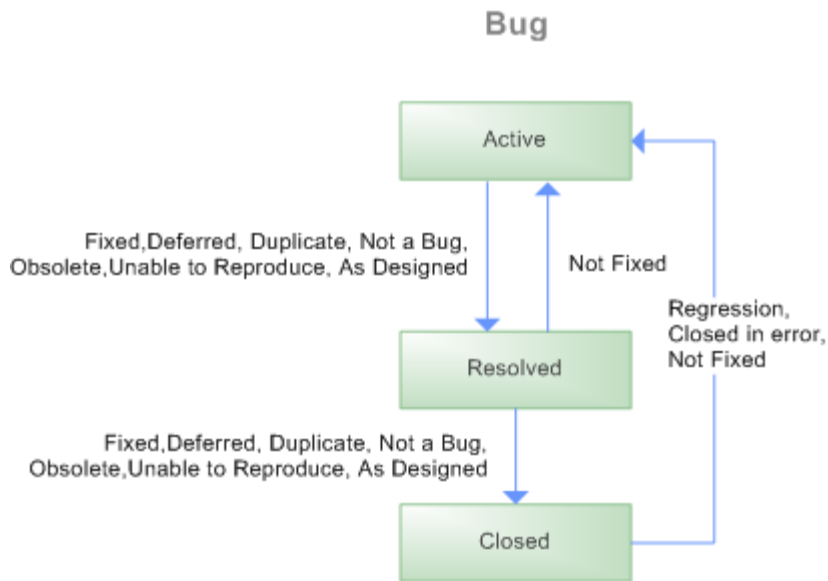 Bug
Active
Fixed,Deferred, Duplicate, Not a Bug,
Obsolete,Unable to Reproduce, As Designed
Not Fixed
Regression,
Closed in error,
Not Fixed
Resolved
Fixed,Deferred, Duplicate, Not a Bug,
Obsolete,Unable to Reproduce, As Designed
Closed